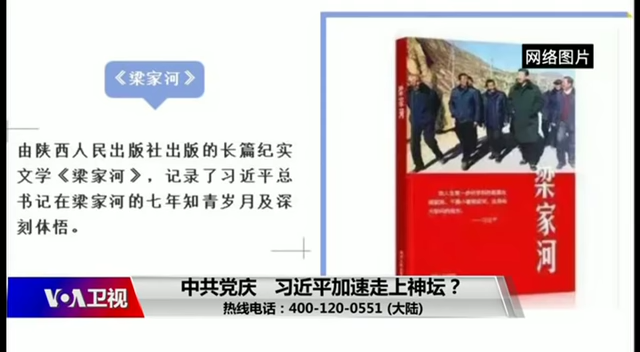 《梁家河》
由陕西人民出版社出版的长篇纪实
文学《梁家河》，记录了习近平总
书记在梁家河的七年知青岁月及深
刻体悟。
网络图片
梁家河
梁家河
VOA卫视
中共党庆 习近平加速走上神坛？
热线电话：400-120-0551 (大陆)